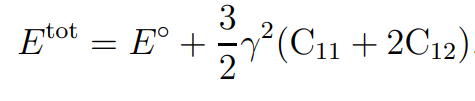 E^tot = E° + 3/2 γ²(C₁₁ + 2C₁₂)